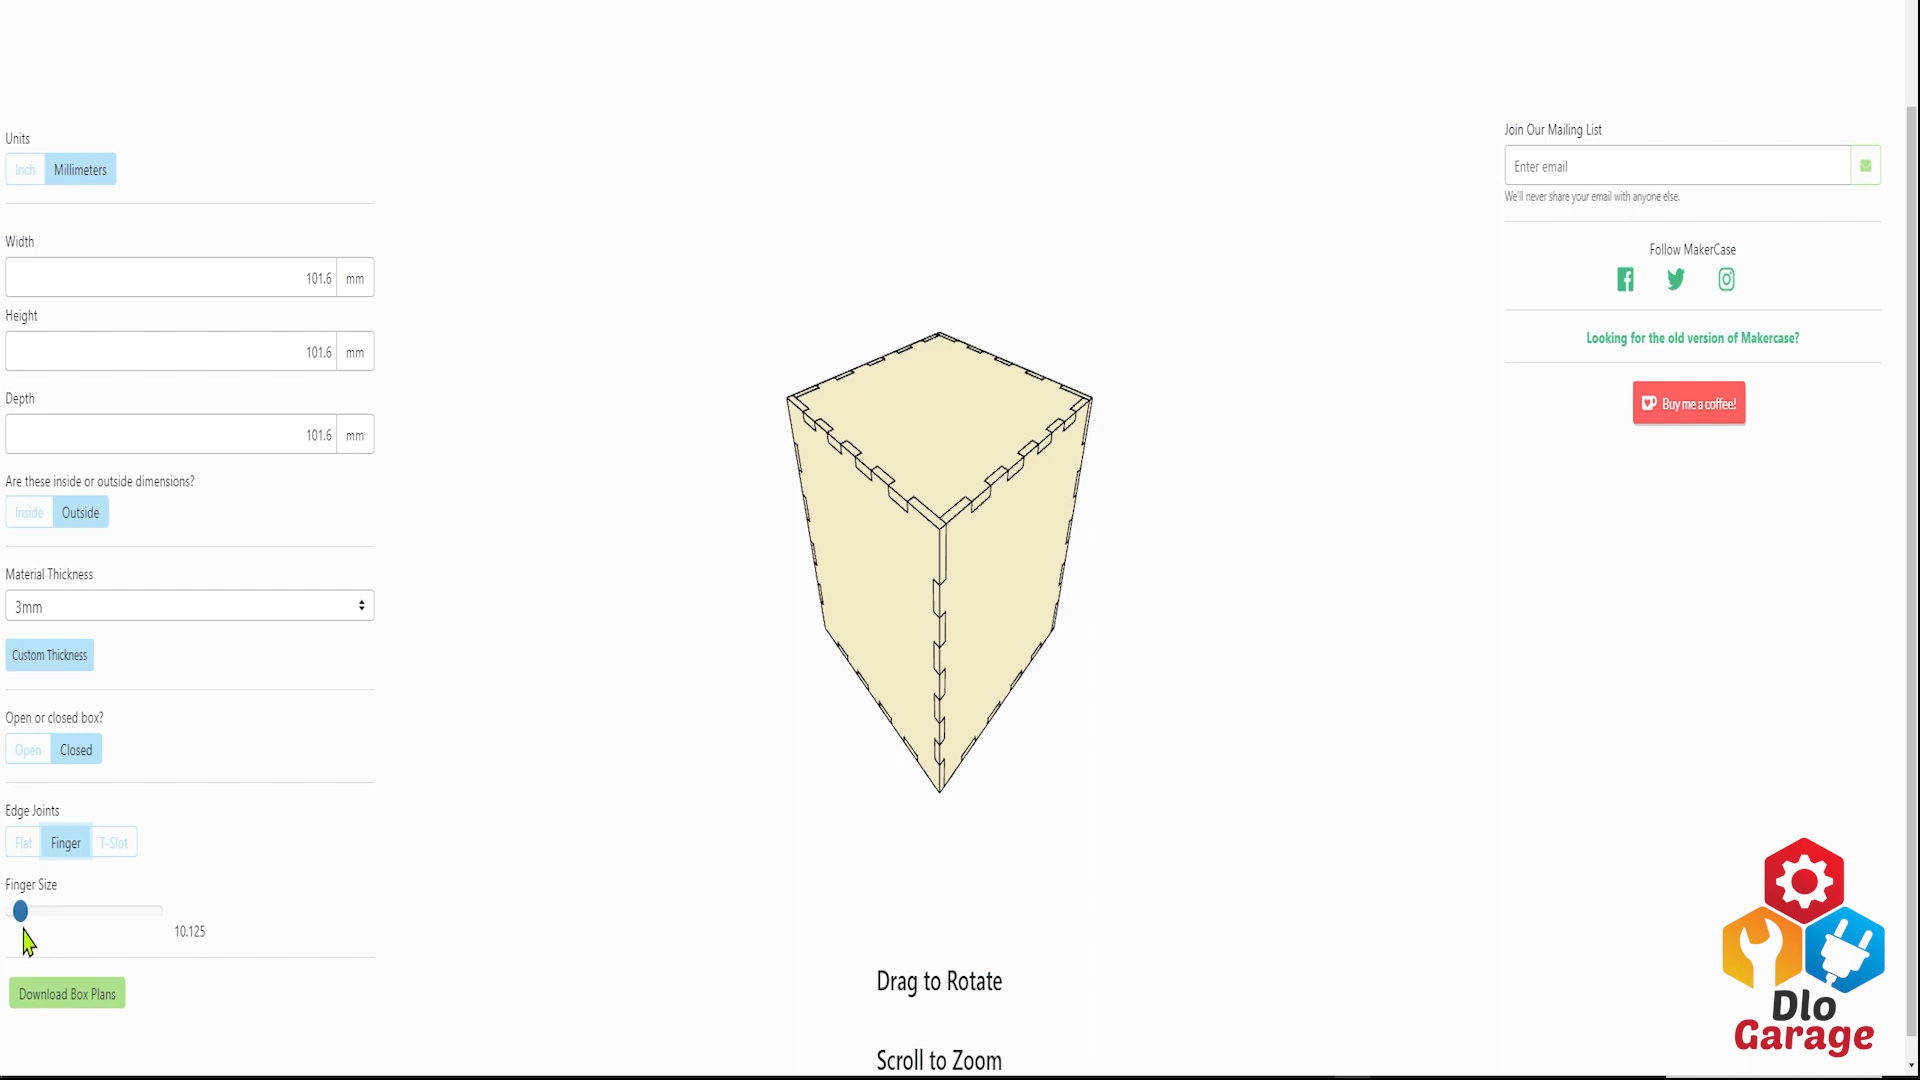 Units
Inch Millimeters
Width
101.6 mm
Height
101.6 mm
Depth
101.6 mm
Are these inside or outside dimensions?
Inside Outside
Material Thickness
3mm
Custom Thickness
Open or closed box?
Open Closed
Edge Joints
Flat Finger T-Slot
Finger Size
10.125
Download Box Plans
Drag to Rotate
Scroll to Zoom
Join Our Mailing List
Enter email
We'll never share your email with anyone else.
Follow MakerCase
Looking for the old version of Makercase?
Buy me a coffee!
Dlo
Garage